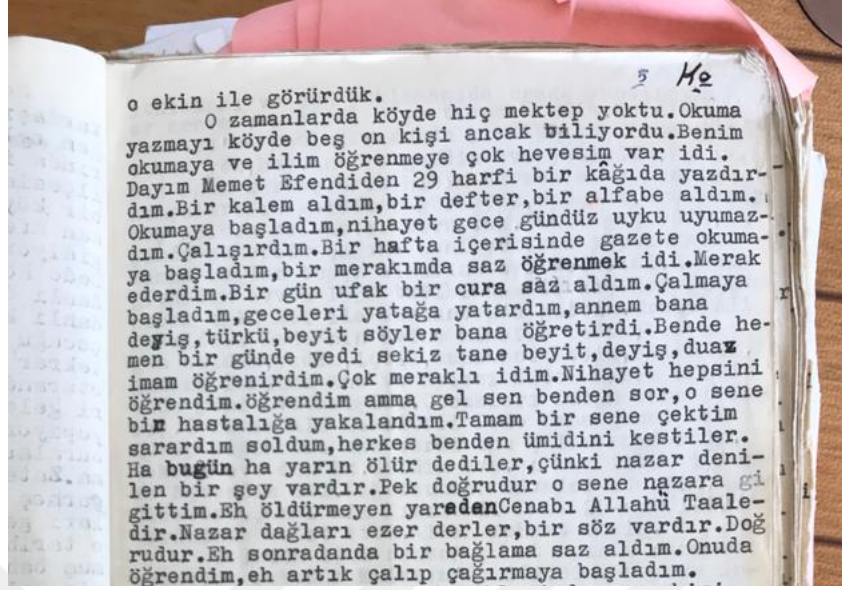 5 Ko
o ekin ile görürdük.
O zamanlarda köyde hiç mektep yoktu.Okuma
yazmayı köyde beş on kişi ancak biliyordu.Benim
okumaya ve ilim öğrenmeye çok hevesim var idi.
Dayım Memet Efendiden 29 harfi bir kâğıda yazdır-
dım.Bir kalem aldım,bir defter,bir alfabe aldım.
Okumaya başladım,nihayet gece gündüz uyku uyumaz-
dım.Çalışırdım.Bir hafta içerisinde gazete okuma-
ya başladım,bir merakımda saz öğrenmek idi.Merak
ederdim.Bir gün ufak bir cura saz aldım.Çalmaya
başladım,geceleri yatağa yatardım,annem bana
deyiş,türkü,beyit söyler bana öğretirdi.Bende he-
men bir günde yedi sekiz tane beyit,deyiş,duaz
imam öğrenirdim.Çok meraklı idim.Nihayet hepsini
öğrendim.öğrendim amma gel sen benden sor,o sene
bir hastalığa yakalandım.Tamam bir sene çektim
sarardım soldum,herkes benden ümidini kestiler.
Ha bugün ha yarın ölür dediler,çünki nazar deni-
len bir şey vardır.Pek doğrudur o sene nazara gi
gittim.Eh öldürmeyen yaredanCenabı Allahü Taale-
dir.Nazar dağları ezer derler,bir söz vardır.Doğ
rudur.Eh sonradanda bir bağlama saz aldım.Onuda
öğrendim,eh artık çalıp çağırmaya başladım.